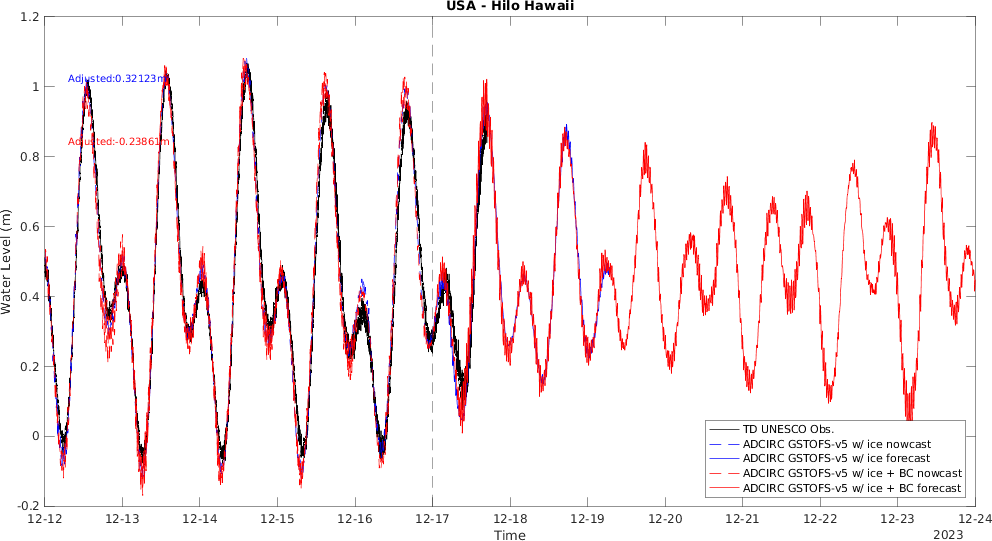 USA - Hilo Hawaii
1.2
1
0.8
0.6
0.4
0.2
0
-0.2
Water Level (m)
Adjusted:0.32123m
Adjusted:-0.23861m
TD UNESCO Obs.
ADCIRC GSTOFS-v5 w/ ice nowcast
ADCIRC GSTOFS-v5 w/ ice forecast
ADCIRC GSTOFS-v5 w/ ice + BC nowcast
ADCIRC GSTOFS-v5 w/ ice + BC forecast
12-12 12-13 12-14 12-15 12-16 12-17 12-18 12-19 12-20 12-21 12-22 12-23 12-24
Time
2023